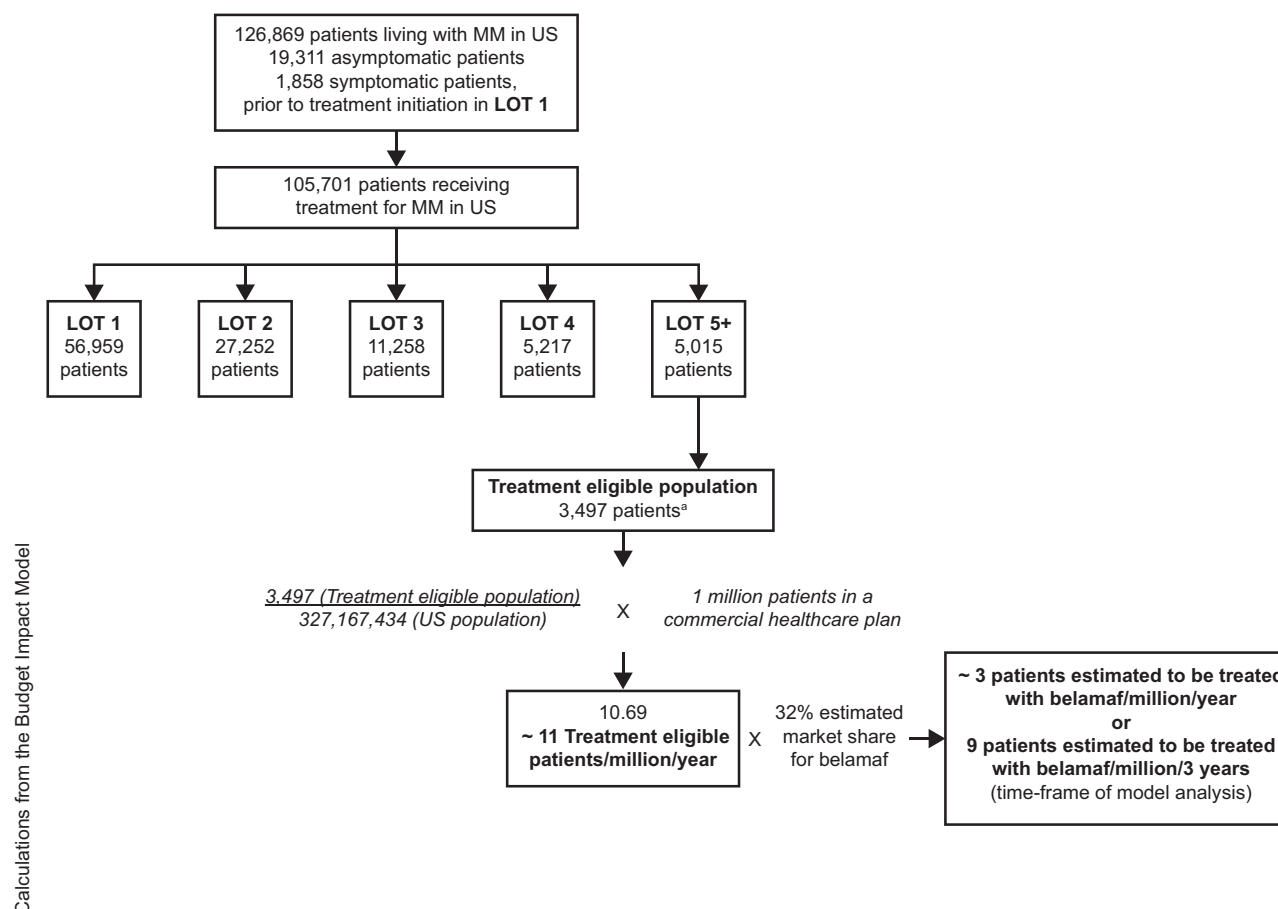 126,869 patients living with MM in US
19,311 asymptomatic patients
1,858 symptomatic patients,
prior to treatment initiation in LOT 1
105,701 patients receiving
treatment for MM in US
LOT 1
56,959
patients
LOT 2
27,252
patients
LOT 3
11,258
patients
LOT 4
5,217
patients
LOT 5+
5,015
patients
Treatment eligible population
3,497 patientsᵃ
3,497 (Treatment eligible population)
327,167,434 (US population)
X
1 million patients in a
commercial healthcare plan
10.69
~ 11 Treatment eligible
patients/million/year
X
32% estimated
market share
for belamaf
~ 3 patients estimated to be treated
with belamaf/million/year
or
9 patients estimated to be treated
with belamaf/million/3 years
(time-frame of model analysis)
Calculations from the Budget Impact Model